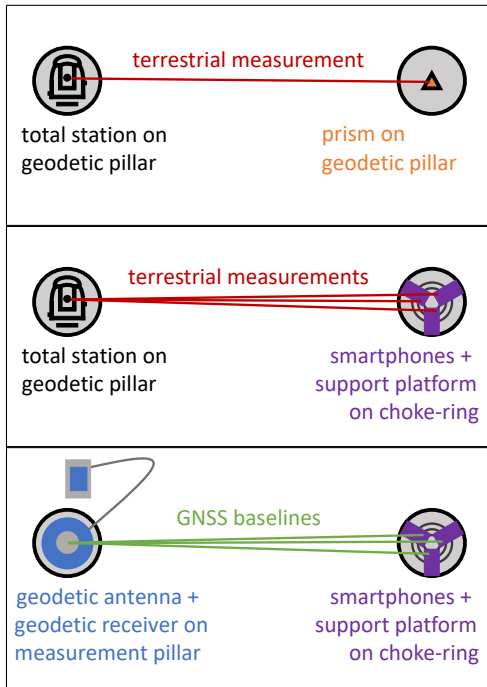 terrestrial measurement
total station on
geodetic pillar
prism on
geodetic pillar
terrestrial measurements
total station on
geodetic pillar
smartphones +
support platform
on choke-ring
GNSS baselines
geodetic antenna +
geodetic receiver on
measurement pillar
smartphones +
support platform
on choke-ring